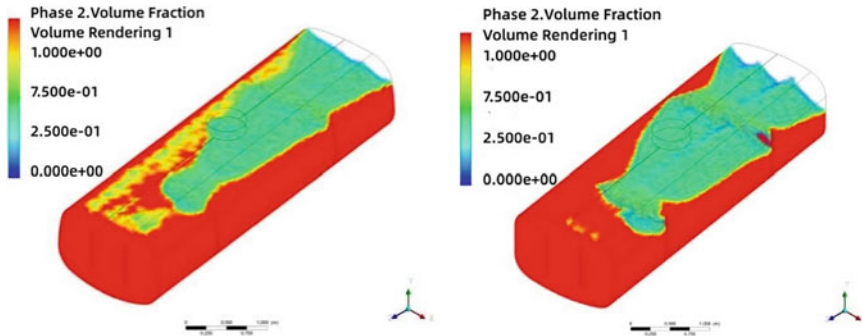 Phase 2.Volume Fraction
Volume Rendering 1
1.000e+00
7.500e-01
2.500e-01
0.000e+00
Phase 2.Volume Fraction
Volume Rendering 1
1.000e+00
7.500e-01
2.500e-01
0.000e+00